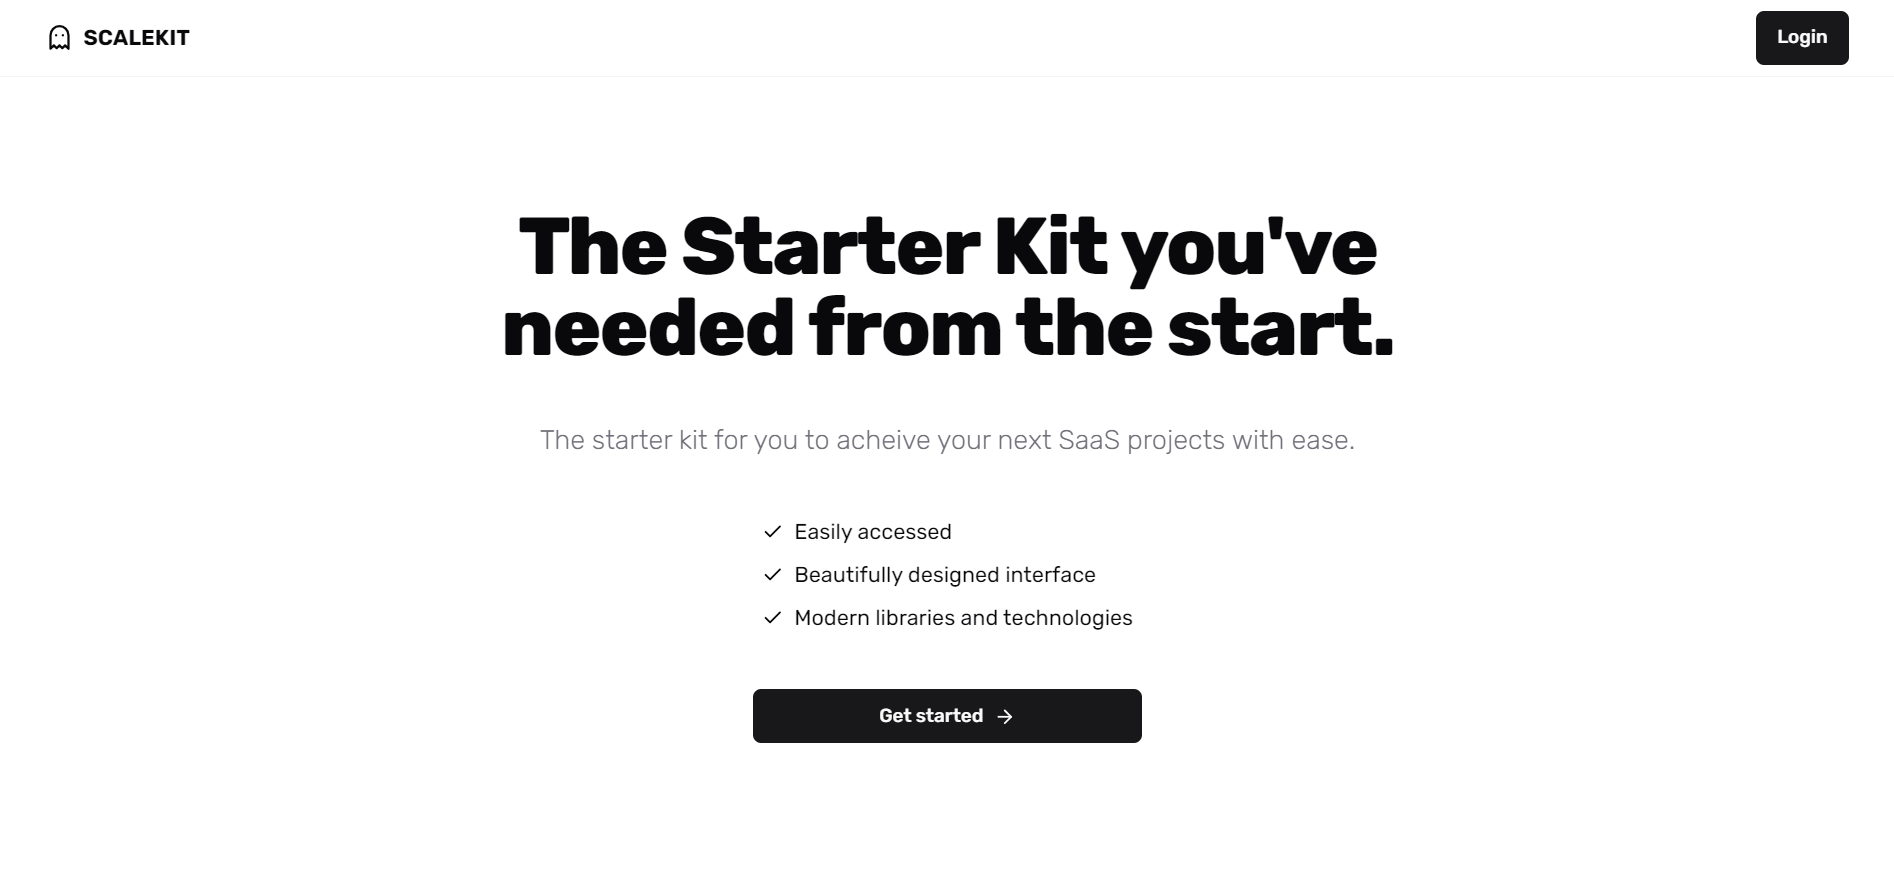 SCALEKIT
Login
The Starter Kit you've
needed from the start.
The starter kit for you to acheive your next SaaS projects with ease.
Easily accessed
Beautifully designed interface
Modern libraries and technologies
Get started